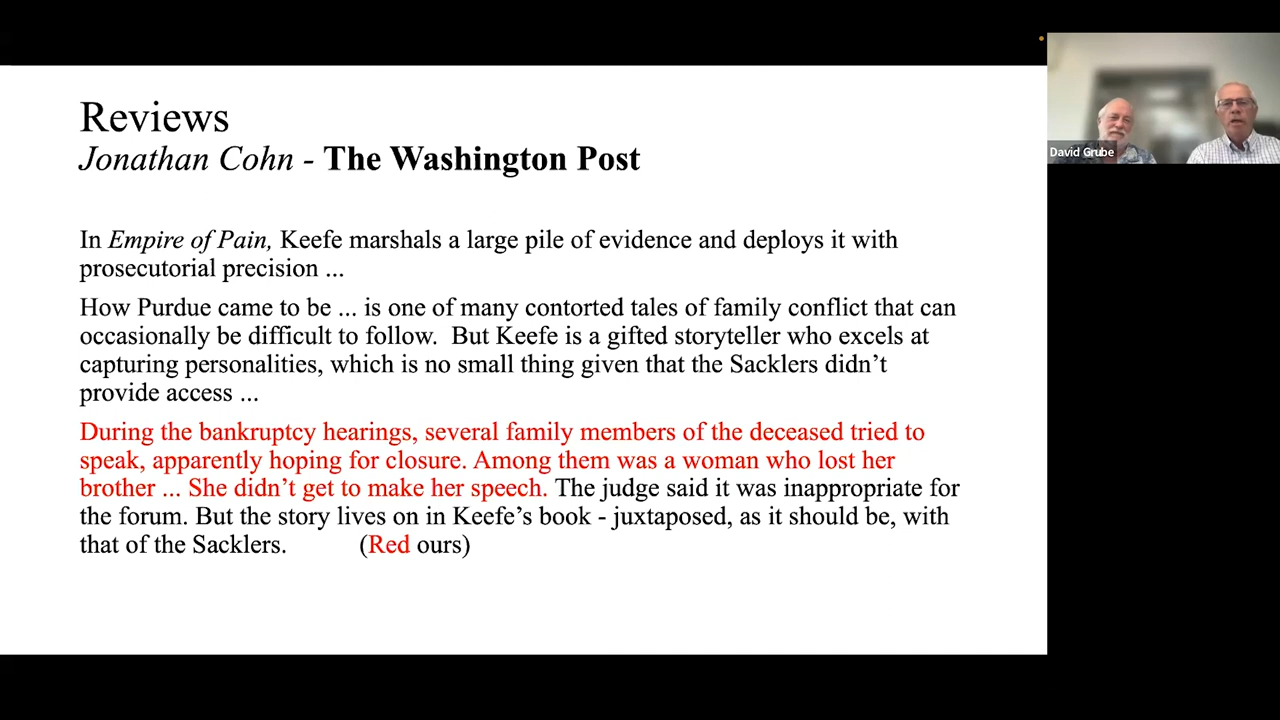 Reviews
Jonathan Cohn - The Washington Post
In Empire of Pain, Keefe marshals a large pile of evidence and deploys it with
prosecutorial precision ...
How Purdue came to be ... is one of many contorted tales of family conflict that can
occasionally be difficult to follow.  But Keefe is a gifted storyteller who excels at
capturing personalities, which is no small thing given that the Sacklers didn’t
provide access ...
During the bankruptcy hearings, several family members of the deceased tried to
speak, apparently hoping for closure. Among them was a woman who lost her
brother ... She didn’t get to make her speech. The judge said it was inappropriate for
the forum. But the story lives on in Keefe’s book - juxtaposed, as it should be, with
that of the Sacklers. (Red ours)
David Grube